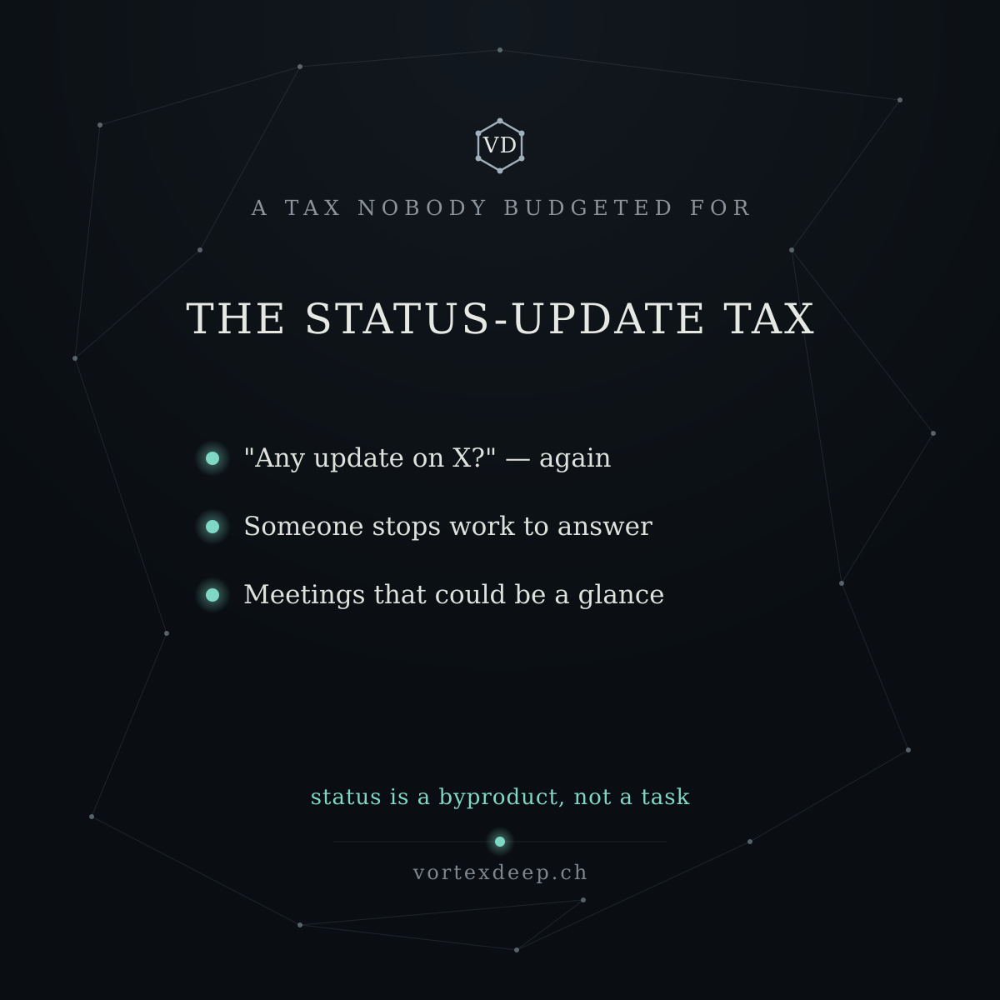 VD
A TAX NOBODY BUDGETED FOR
THE STATUS-UPDATE TAX
"Any update on X?" — again
Someone stops work to answer
Meetings that could be a glance
status is a byproduct, not a task
vortexdeep.ch